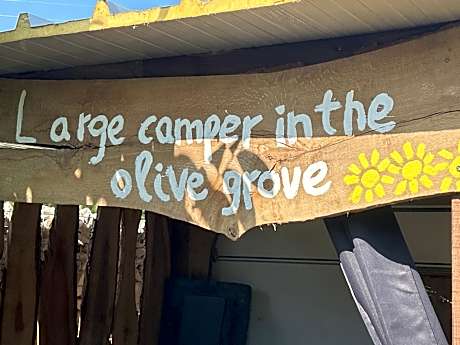 Large camper in the
olive grove